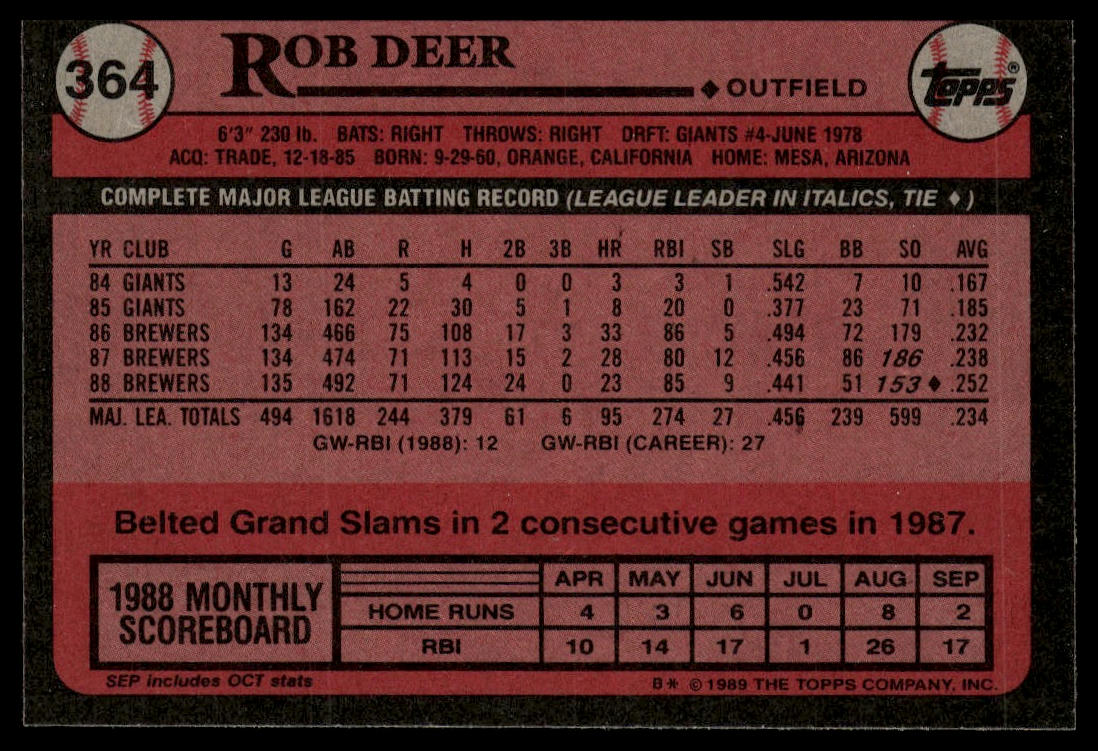 364
ROB DEER
◆ OUTFIELD
TOPPS®
6'3" 230 lb. BATS: RIGHT THROWS: RIGHT DRFT: GIANTS #4-JUNE 1978
ACQ: TRADE, 12-18-85 BORN: 9-29-60, ORANGE, CALIFORNIA HOME: MESA, ARIZONA
COMPLETE MAJOR LEAGUE BATTING RECORD (LEAGUE LEADER IN ITALICS, TIE ♦)
YR CLUB G AB R H 2B 3B HR RBI SB SLG BB SO AVG
84 GIANTS 13 24 5 4 0 0 3 3 1 .542 7 10 .167
85 GIANTS 78 162 22 30 5 1 8 20 0 .377 23 71 .185
86 BREWERS 134 466 75 108 17 3 33 86 5 .494 72 179 .232
87 BREWERS 134 474 71 113 15 2 28 80 12 .456 86 186 .238
88 BREWERS 135 492 71 124 24 0 23 85 9 .441 51 153 ♦ .252
MAJ. LEA. TOTALS 494 1618 244 379 61 6 95 274 27 .456 239 599 .234
GW-RBI (1988): 12 GW-RBI (CAREER): 27
Belted Grand Slams in 2 consecutive games in 1987.
1988 MONTHLY
SCOREBOARD
APR MAY JUN JUL AUG SEP
HOME RUNS 4 3 6 0 8 2
RBI 10 14 17 1 26 17
SEP includes OCT stats
B* © 1989 THE TOPPS COMPANY, INC.